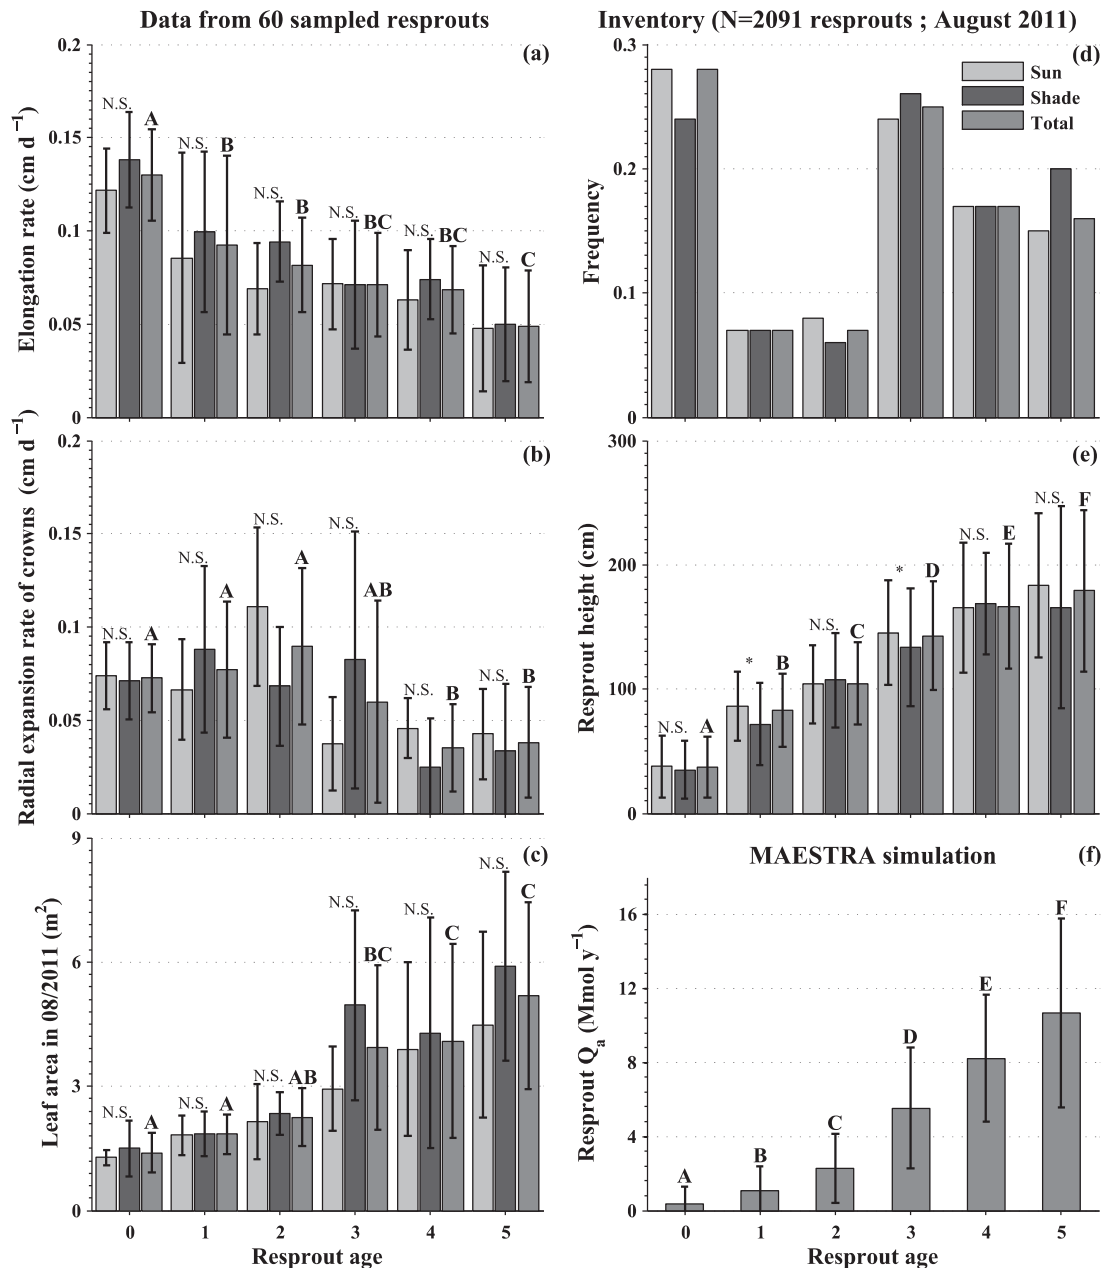 Data from 60 sampled resprouts
Inventory (N=2091 resprouts ; August 2011)
(a)
Elongation rate (cm d−1)
0.2
0.15
0.1
0.05
0
N.S.
A
N.S.
B
N.S.
B
N.S.
BC
N.S.
BC
N.S.
C
(d)
Frequency
0.3
0.2
0.1
0
Sun
Shade
Total
(b)
Radial expansion rate of crowns (cm d−1)
0.2
0.15
0.1
0.05
0
N.S.
A
N.S.
A
N.S.
A
N.S.
AB
N.S.
B
N.S.
B
(e)
Resprout height (cm)
300
200
100
0
N.S.
A
*
B
N.S.
C
*
D
N.S.
E
N.S.
F
(c)
Leaf area in 08/2011 (m2)
9
6
3
0
N.S.
A
N.S.
A
N.S.
AB
N.S.
BC
N.S.
C
N.S.
C
0 1 2 3 4 5
Resprout age
MAESTRA simulation
(f)
Resprout Qa (Mmol y−1)
16
12
8
4
0
A
B
C
D
E
F
0 1 2 3 4 5
Resprout age